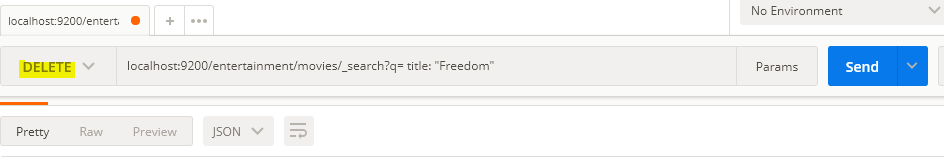 localhost:9200/enterta
+
•••
No Environment
DELETE
localhost:9200/entertainment/movies/_search?q= title: "Freedom"
Params
Send
Pretty
Raw
Preview
JSON